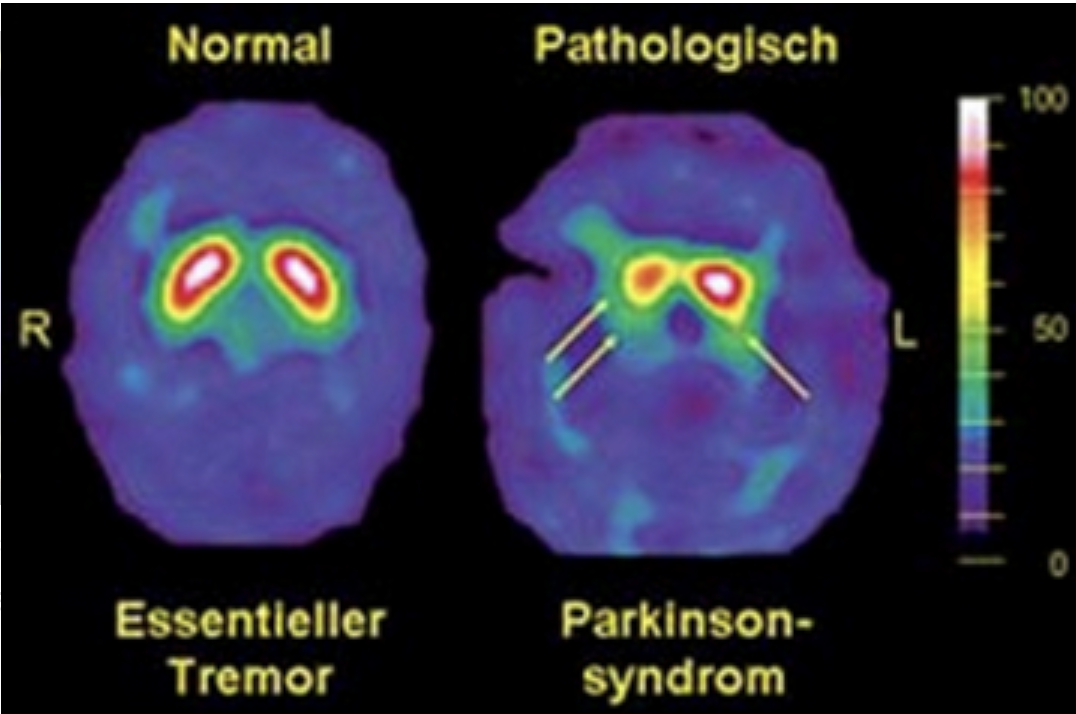 Normal
Pathologisch
100
R
L
50
0
Essentieller
Tremor
Parkinson-
syndrom